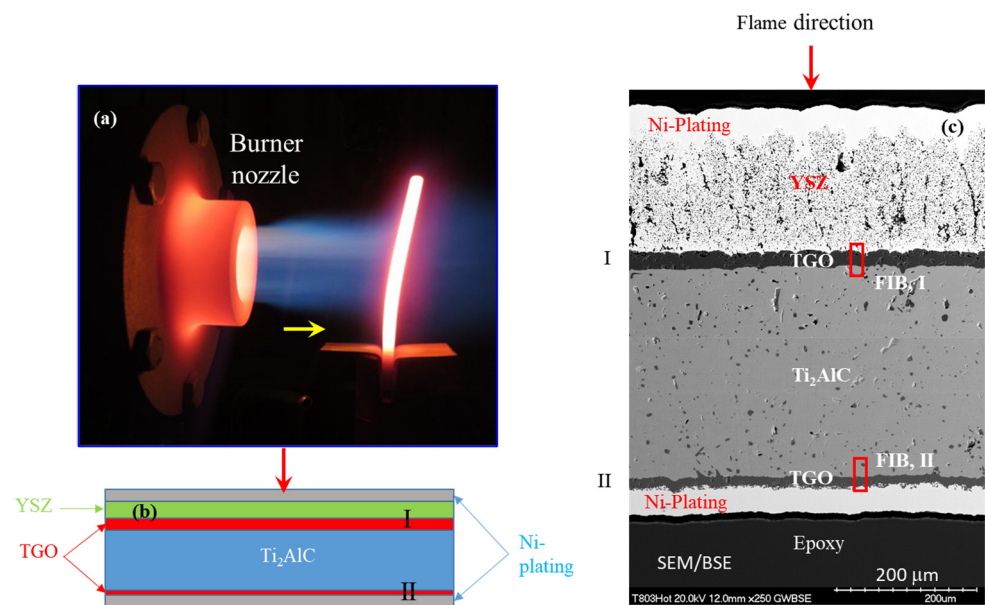 Flame direction
(a)
Burner
nozzle
Ni-Plating
(c)
YSZ
I
TGO
FIB, I
Ti₂AlC
FIB, II
II
TGO
Ni-Plating
Epoxy
SEM/BSE
200 μm
T803Hot 20.0kV 12.0mm x250 GWBSE
200um
YSZ
(b)
I
TGO
Ti₂AlC
Ni-
plating
II